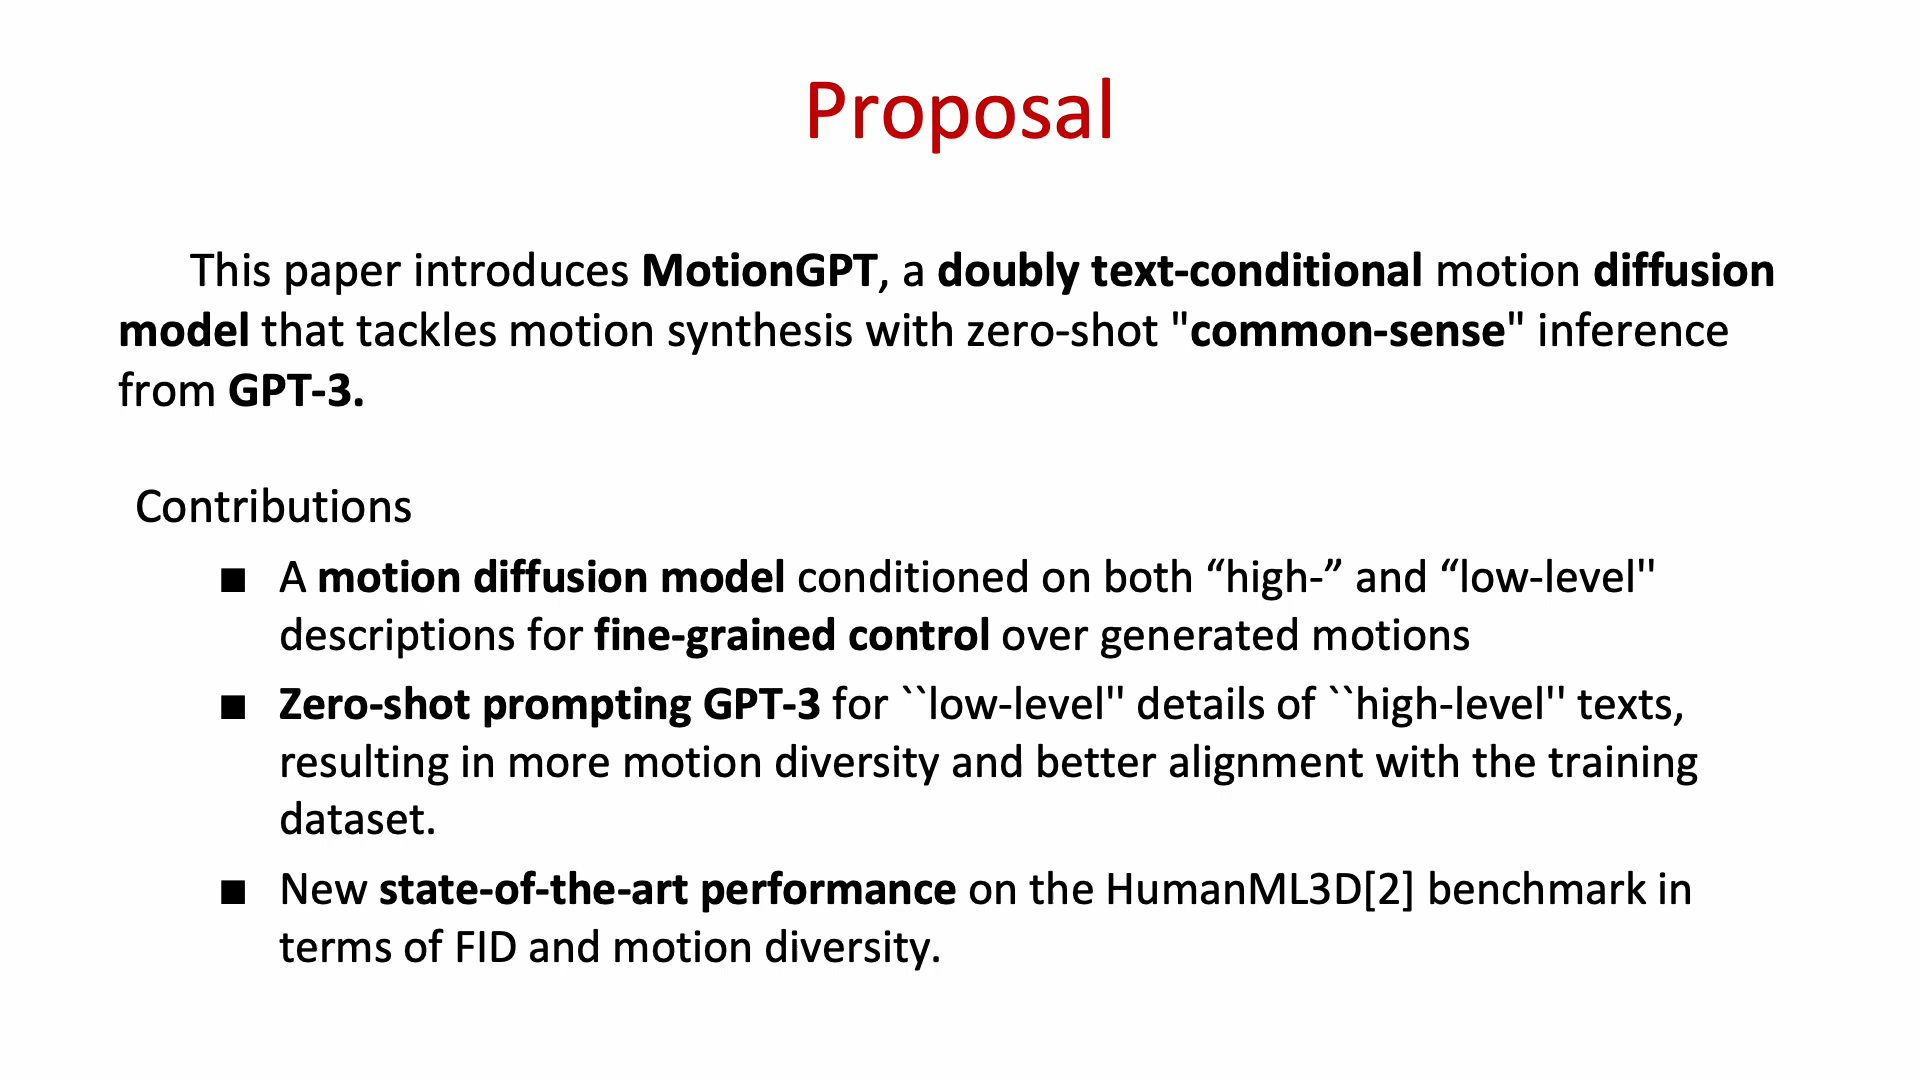 Proposal
This paper introduces MotionGPT, a doubly text-conditional motion diffusion
model that tackles motion synthesis with zero-shot "common-sense" inference
from GPT-3.
Contributions
■ A motion diffusion model conditioned on both “high-” and “low-level''
descriptions for fine-grained control over generated motions
■ Zero-shot prompting GPT-3 for ``low-level'' details of ``high-level'' texts,
resulting in more motion diversity and better alignment with the training
dataset.
■ New state-of-the-art performance on the HumanML3D[2] benchmark in
terms of FID and motion diversity.